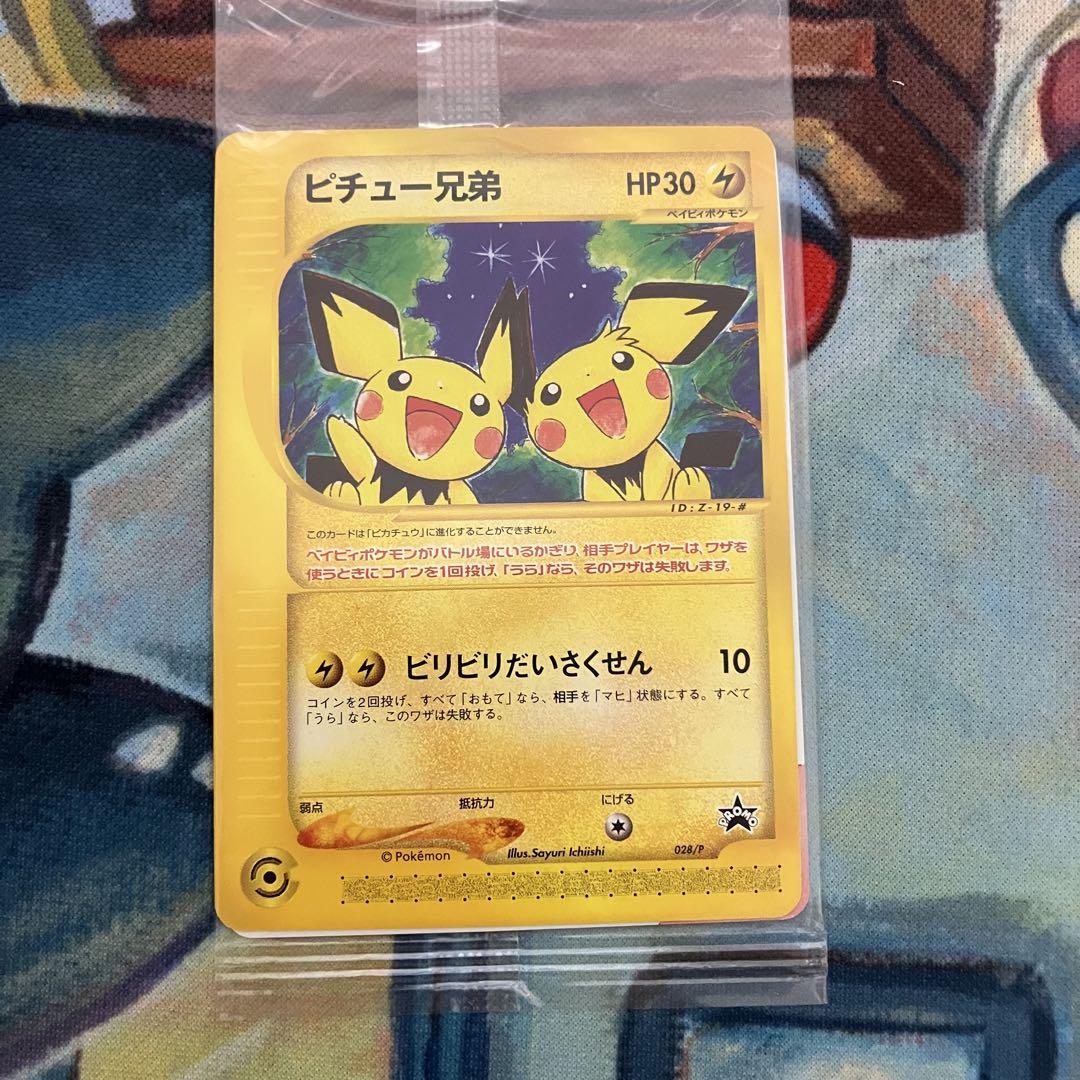 ピチュー兄弟 HP30
ベイビィポケモン
ID:Z-19-#
このカードは「ピカチュウ」に進化することができません。
ベイビィポケモンがバトル場にいるかぎり、相手プレイヤーは、ワザを
使うときにコインを1回投げ、「うら」なら、そのワザは失敗します。
ビリビリだいさくせん 10
コインを2回投げ、すべて「おもて」なら、相手を「マヒ」状態にする。すべて
「うら」なら、このワザは失敗する。
弱点 抵抗力 にげる
PROMO
© Pokémon Illus.Sayuri Ichiishi 028/P